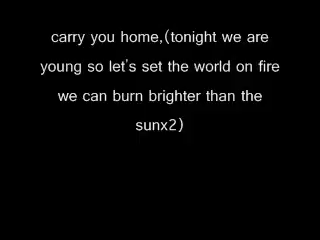 carry you home,(tonight we are
young so let's set the world on fire
we can burn brighter than the
sunx2)